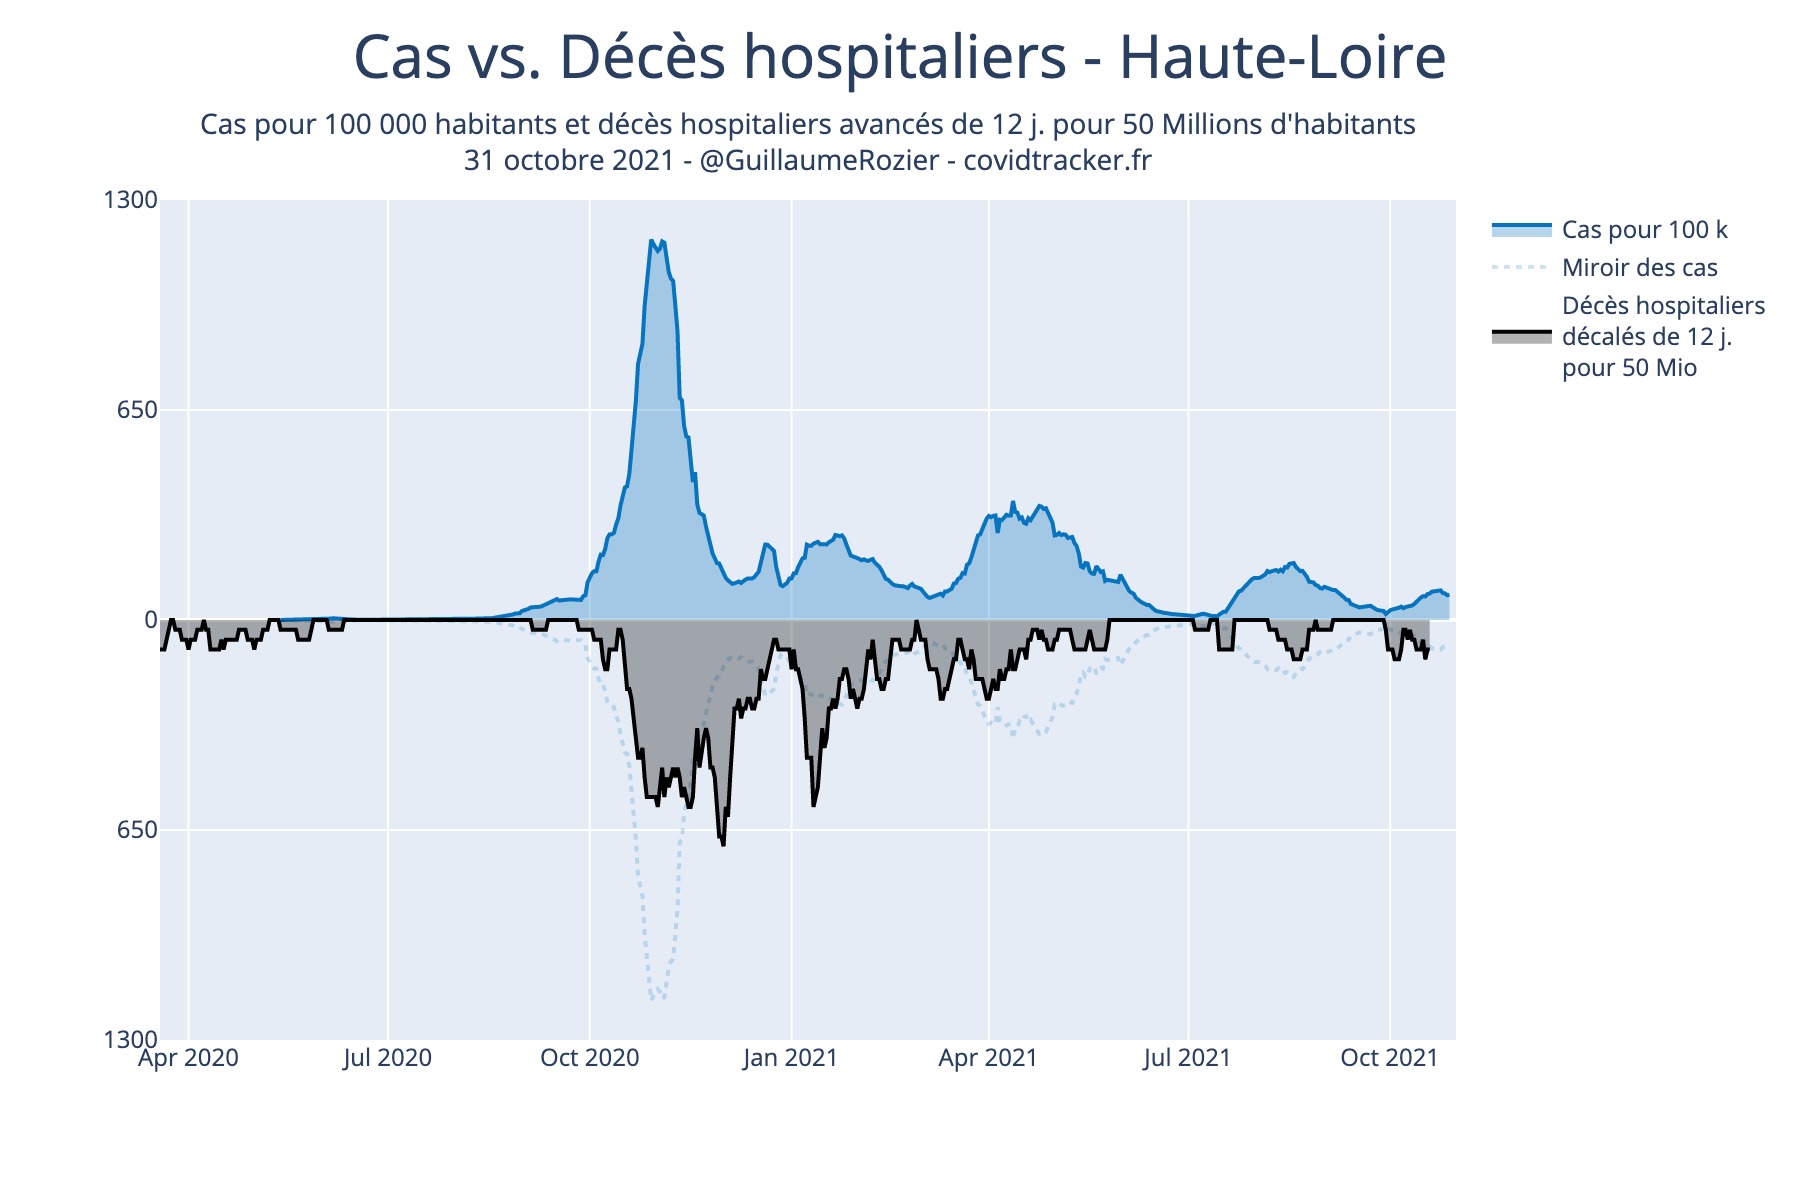 Cas vs. Décès hospitaliers - Haute-Loire
Cas pour 100 000 habitants et décès hospitaliers avancés de 12 j. pour 50 Millions d'habitants
31 octobre 2021 - @GuillaumeRozier - covidtracker.fr
1300
650
0
650
1300
Apr 2020
Jul 2020
Oct 2020
Jan 2021
Apr 2021
Jul 2021
Oct 2021
Cas pour 100 k
Miroir des cas
Décès hospitaliers
décalés de 12 j.
pour 50 Mio